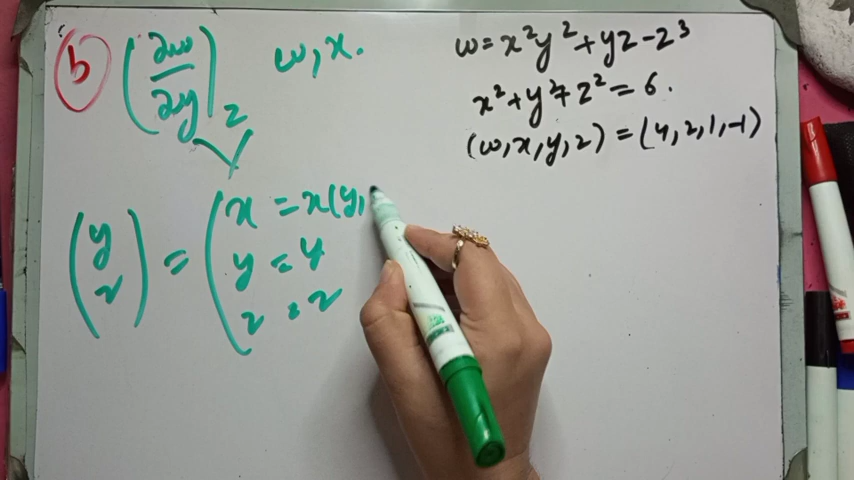 b (∂w/∂y)_z w, x.
w = x²y² + yz - z³
x² + y² + z² = 6.
(w, x, y, z) = (4, 2, 1, -1)
(y z) = (x = x(y,
y = y
z = z